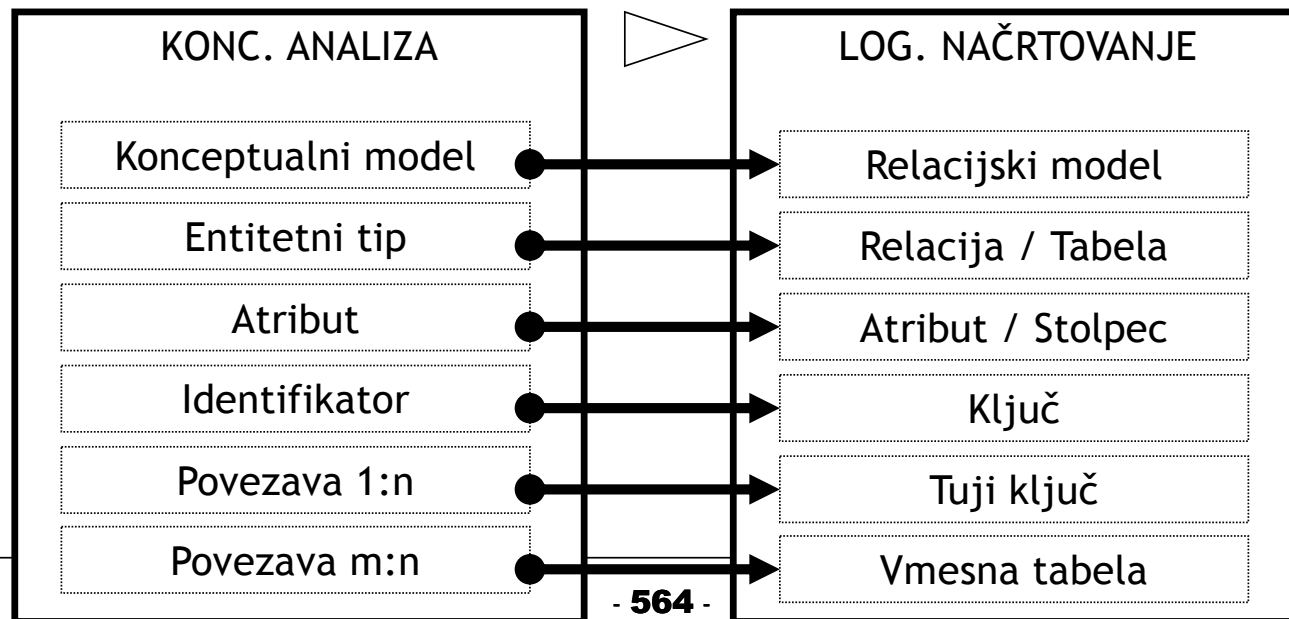 KONC. ANALIZA
Konceptualni model
Entitetni tip
Atribut
Identifikator
Povezava 1:n
Povezava m:n
LOG. NAČRTOVANJE
Relacijski model
Relacija / Tabela
Atribut / Stolpec
Ključ
Tuji ključ
Vmesna tabela
- 564 -